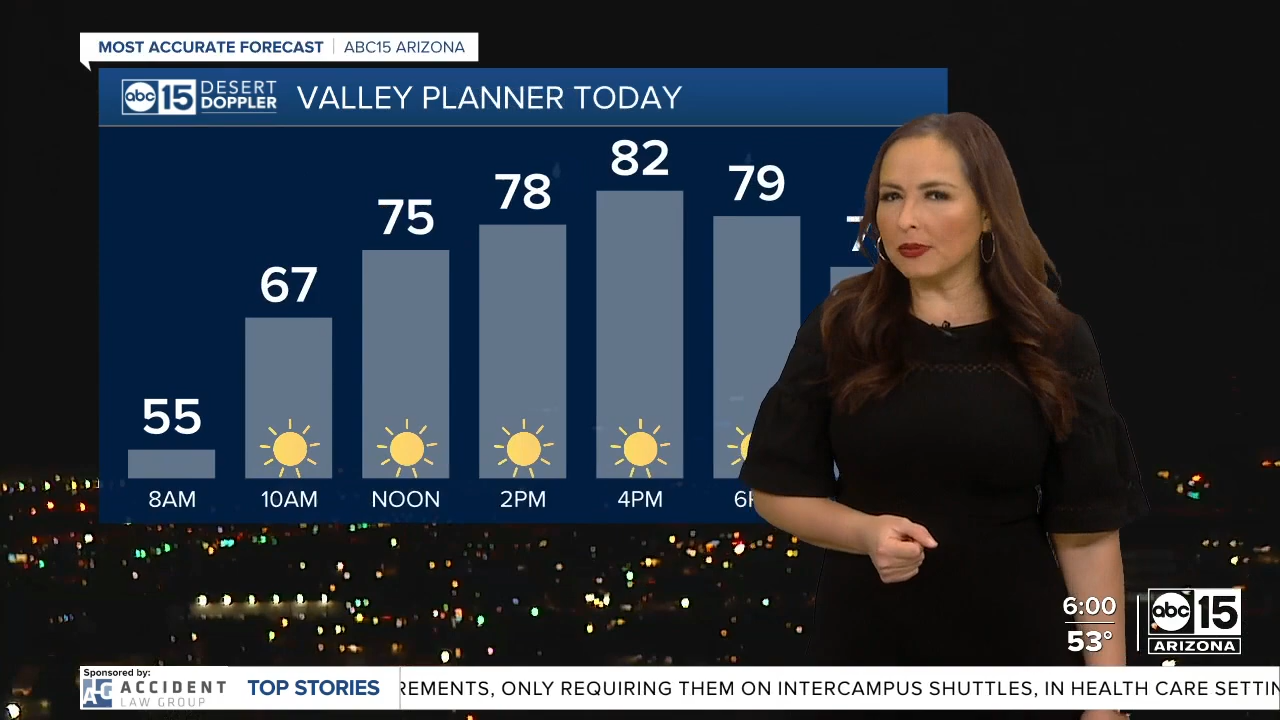 MOST ACCURATE FORECAST | ABC15 ARIZONA
abc 15 DESERT DOPPLER VALLEY PLANNER TODAY
55 67 75 78 82 79
8AM 10AM NOON 2PM 4PM
6:00
53°
abc 15
ARIZONA
Sponsored by:
AG ACCIDENT
LAW GROUP
TOP STORIES
REMENTS, ONLY REQUIRING THEM ON INTERCAMPUS SHUTTLES, IN HEALTH CARE SETTIN